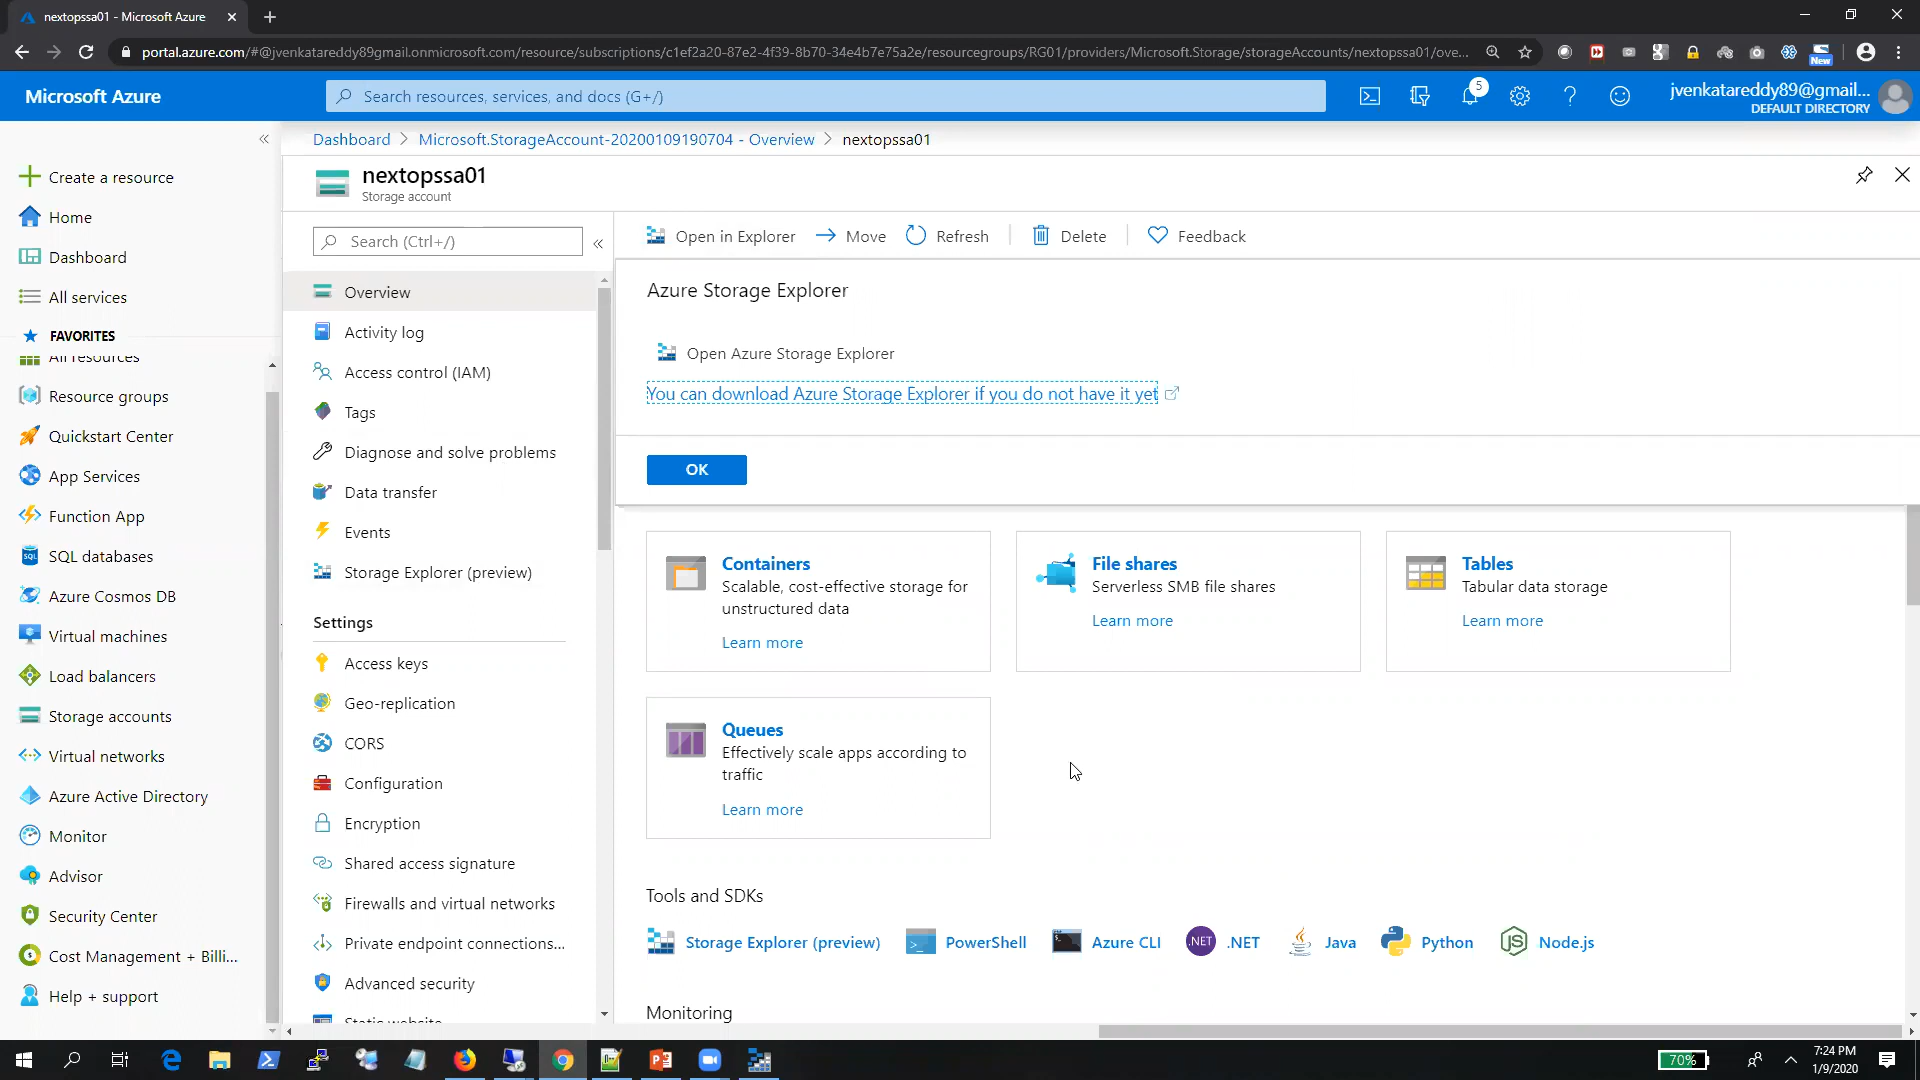 nextopssa01 - Microsoft Azure
portal.azure.com/#@jvenkatareddy89gmail.onmicrosoft.com/resource/subscriptions/c1ef2a20-87e2-4f39-8b70-34e4b7e75a2e/resourcegroups/RG01/providers/Microsoft.Storage/storageAccounts/nextopssa01/ove...
New
Microsoft Azure
Search resources, services, and docs (G+/)
5
jvenkatareddy89@gmail....
DEFAULT DIRECTORY
Dashboard > Microsoft.StorageAccount-20200109190704 - Overview > nextopssa01
Create a resource
Home
Dashboard
All services
FAVORITES
All resources
Resource groups
Quickstart Center
App Services
Function App
SQL databases
Azure Cosmos DB
Virtual machines
Load balancers
Storage accounts
Virtual networks
Azure Active Directory
Monitor
Advisor
Security Center
Cost Management + Billi...
Help + support
nextopssa01
Storage account
Search (Ctrl+/)
Overview
Activity log
Access control (IAM)
Tags
Diagnose and solve problems
Data transfer
Events
Storage Explorer (preview)
Settings
Access keys
Geo-replication
CORS
Configuration
Encryption
Shared access signature
Firewalls and virtual networks
Private endpoint connections...
Advanced security
Static website
Open in Explorer
Move
Refresh
Delete
Feedback
Azure Storage Explorer
Open Azure Storage Explorer
You can download Azure Storage Explorer if you do not have it yet
OK
Containers
Scalable, cost-effective storage for
unstructured data
Learn more
File shares
Serverless SMB file shares
Learn more
Tables
Tabular data storage
Learn more
Queues
Effectively scale apps according to
traffic
Learn more
Tools and SDKs
Storage Explorer (preview)
PowerShell
Azure CLI
.NET
.NET
Java
Python
Node.js
Monitoring
70%
7:24 PM
1/9/2020